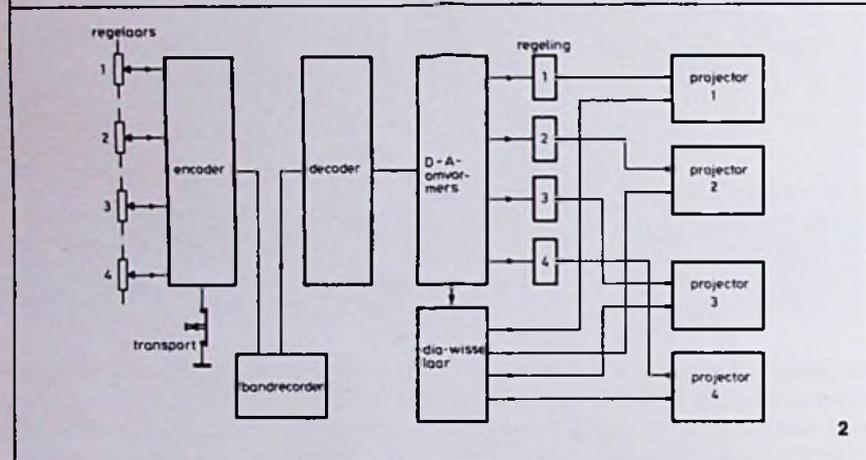 regelaars
1
2
3
4
encoder
transport
bandrecorder
decoder
D-A-
omvor-
mers
dia-wisse
laar
regeling
1
2
3
4
projector
1
projector
2
projector
3
projector
4
2